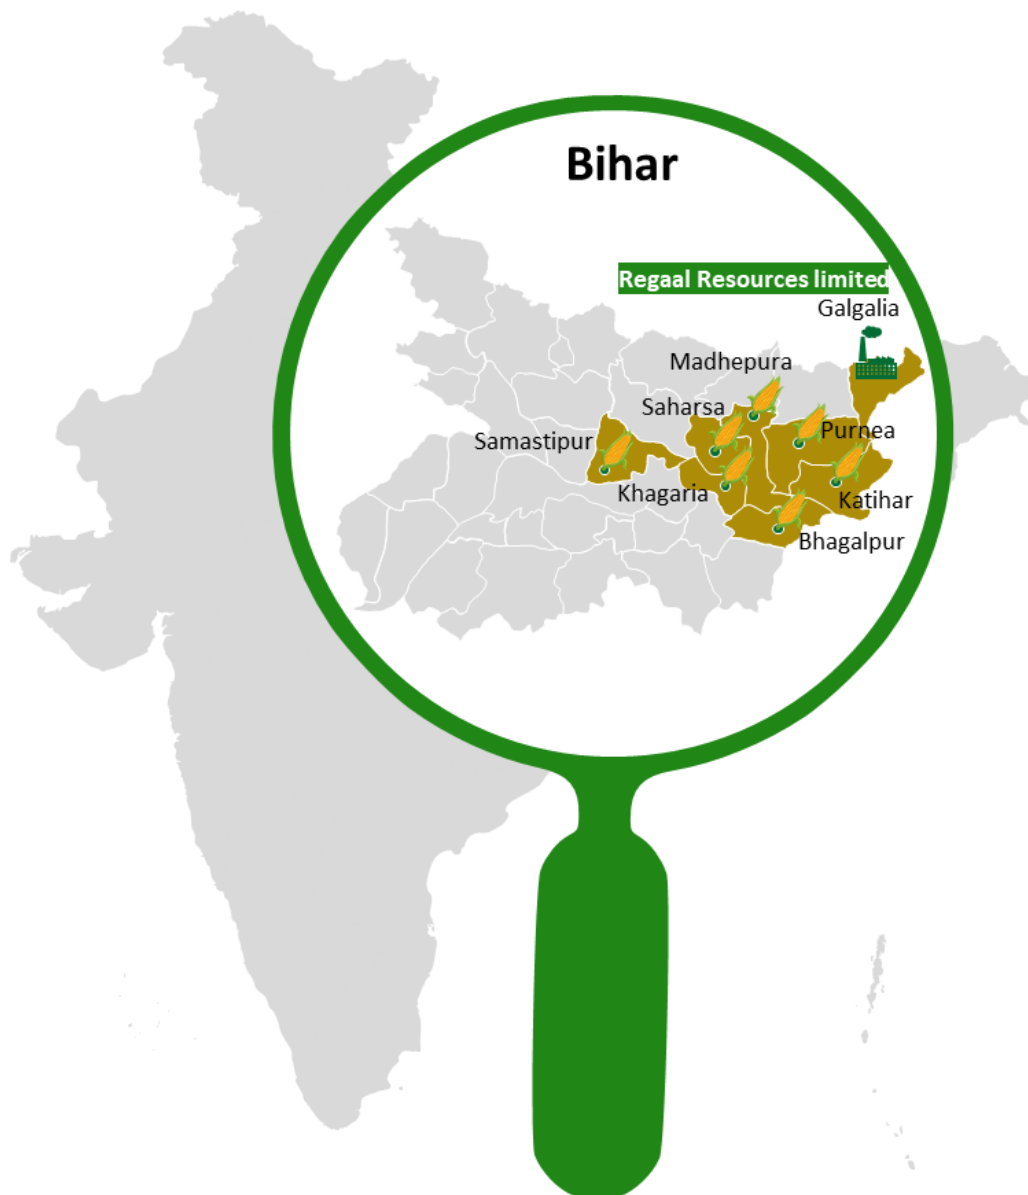 Bihar
Regaal Resources limited
Galgalia
Madhepura
Saharsa
Purnea
Samastipur
Khagaria
Katihar
Bhagalpur